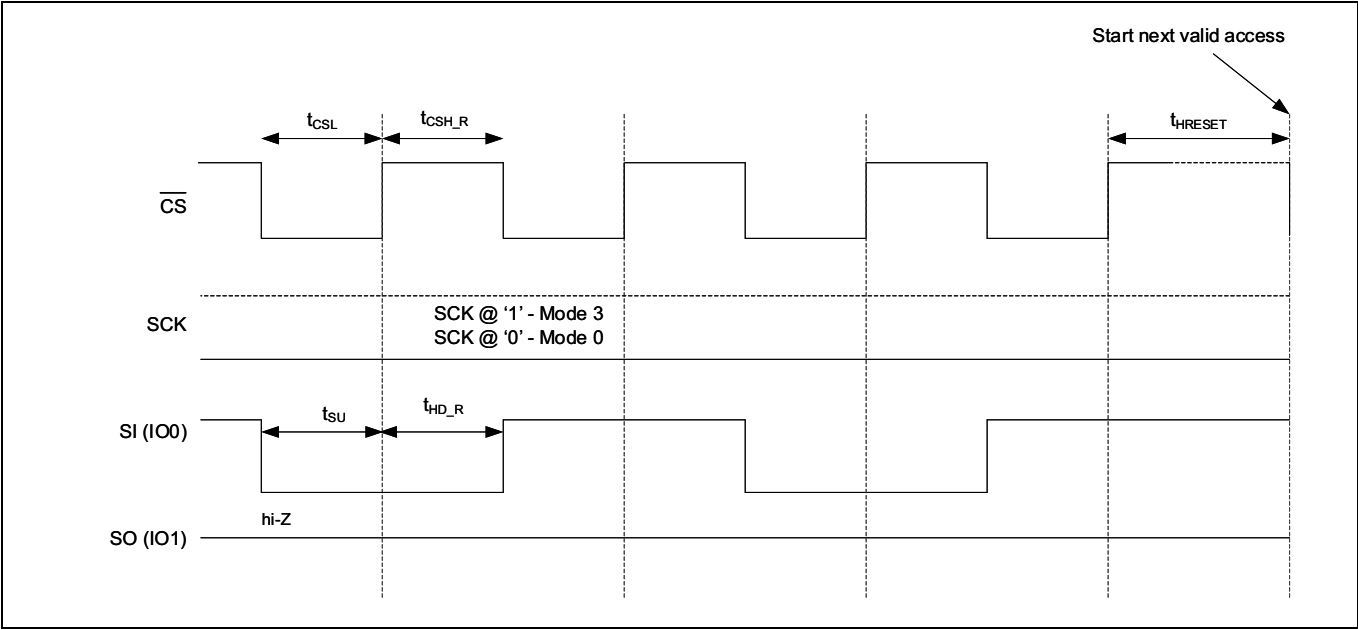 Start next valid access
tCSL
tCSH_R
tHRESET
CS
SCK
SCK @ ‘1’ - Mode 3
SCK @ ‘0’ - Mode 0
SI (IO0)
tSU
tHD_R
hi-Z
SO (IO1)